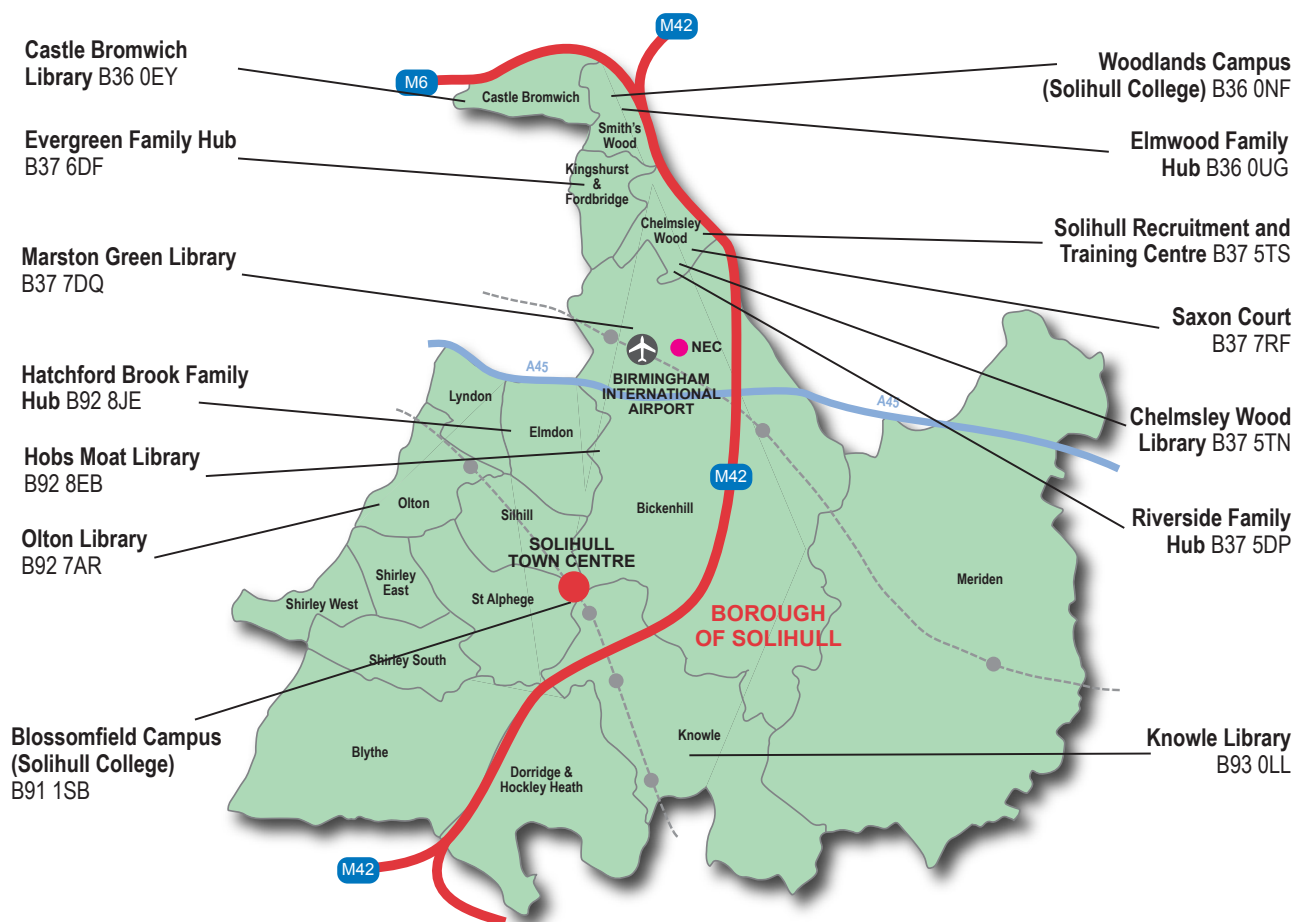 Castle Bromwich
Library B36 0EY
Evergreen Family Hub
B37 6DF
Marston Green Library
B37 7DQ
Hatchford Brook Family
Hub B92 8JE
Hobs Moat Library
B92 8EB
Olton Library
B92 7AR
Blossomfield Campus
(Solihull College)
B91 1SB
M42
M6
Castle Bromwich
Smith's
Wood
Kingshurst
&
Fordbridge
Chelmsley
Wood
NEC
BIRMINGHAM
INTERNATIONAL
AIRPORT
A45
A45
Lyndon
Elmdon
M42
Olton
Silhill
Bickenhill
SOLIHULL
TOWN CENTRE
Shirley
East
Shirley West
St Alphege
Meriden
BOROUGH
OF SOLIHULL
Shirley South
Blythe
Knowle
Dorridge &
Hockley Heath
M42
Woodlands Campus
(Solihull College) B36 0NF
Elmwood Family
Hub B36 0UG
Solihull Recruitment and
Training Centre B37 5TS
Saxon Court
B37 7RF
Chelmsley Wood
Library B37 5TN
Riverside Family
Hub B37 5DP
Knowle Library
B93 0LL